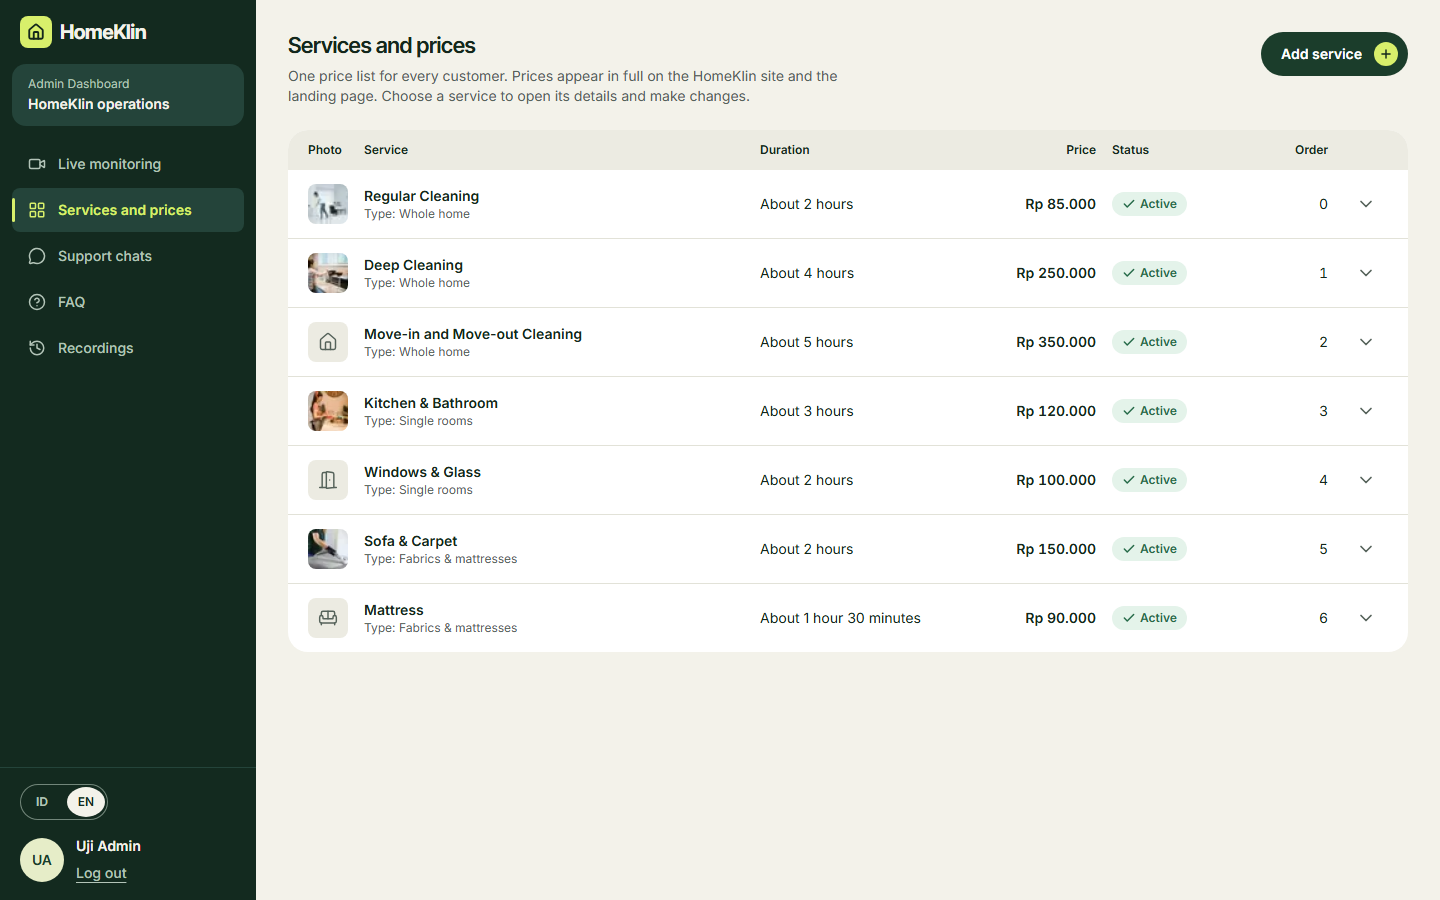 HomeKlin
Admin Dashboard
HomeKlin operations
Live monitoring
Services and prices
Support chats
FAQ
Recordings
ID EN
UA
Uji Admin
Log out
Services and prices
One price list for every customer. Prices appear in full on the HomeKlin site and the
landing page. Choose a service to open its details and make changes.
Add service
Photo Service Duration Price Status Order
Regular Cleaning
Type: Whole home
About 2 hours Rp 85.000 Active 0
Deep Cleaning
Type: Whole home
About 4 hours Rp 250.000 Active 1
Move-in and Move-out Cleaning
Type: Whole home
About 5 hours Rp 350.000 Active 2
Kitchen & Bathroom
Type: Single rooms
About 3 hours Rp 120.000 Active 3
Windows & Glass
Type: Single rooms
About 2 hours Rp 100.000 Active 4
Sofa & Carpet
Type: Fabrics & mattresses
About 2 hours Rp 150.000 Active 5
Mattress
Type: Fabrics & mattresses
About 1 hour 30 minutes Rp 90.000 Active 6